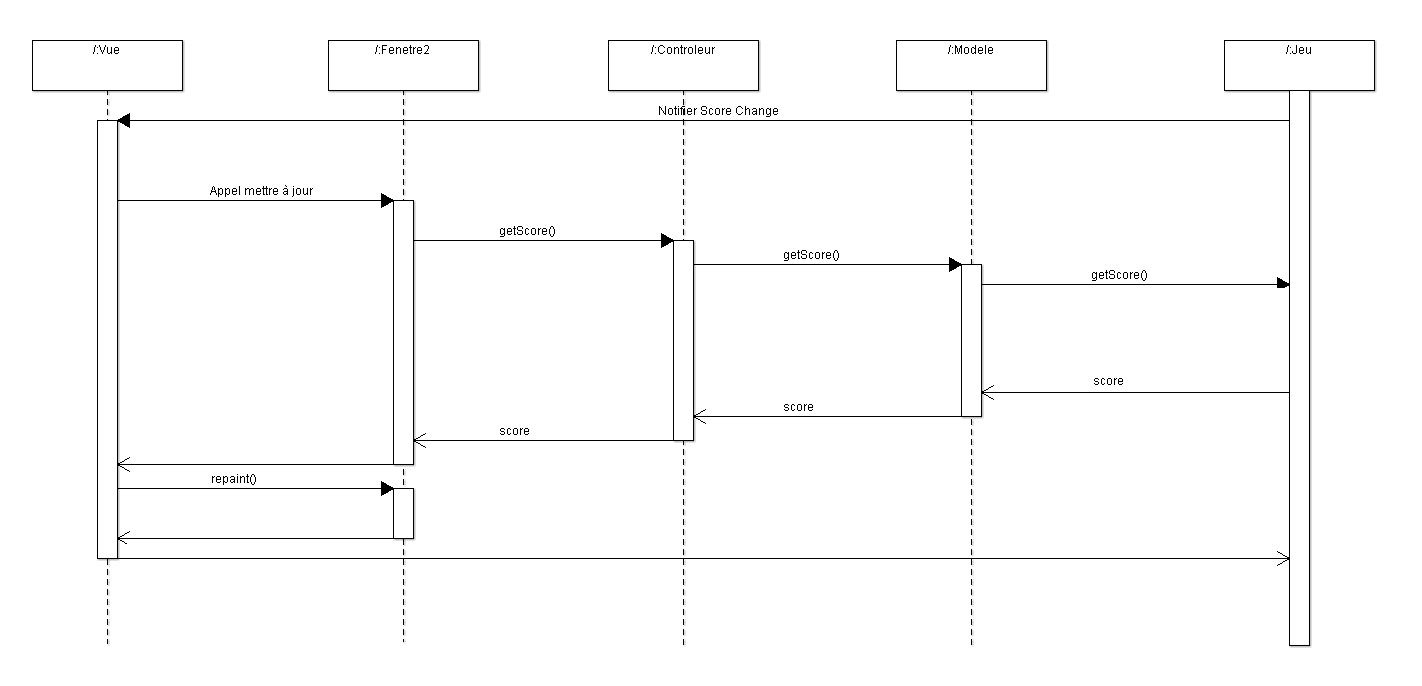 /:Vue
/:Fenetre2
/:Controleur
/:Modele
/:Jeu
Notifier Score Change
Appel mettre à jour
getScore()
getScore()
getScore()
score
score
score
repaint()